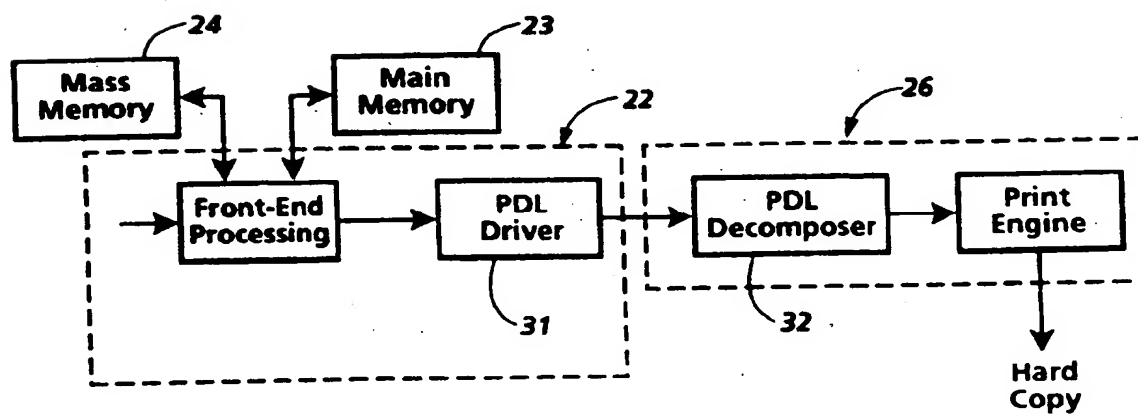 24
23
Mass
Memory
Main
Memory
22
26
Front-End
Processing
PDL
Driver
PDL
Decomposer
Print
Engine
31
32
Hard
Copy